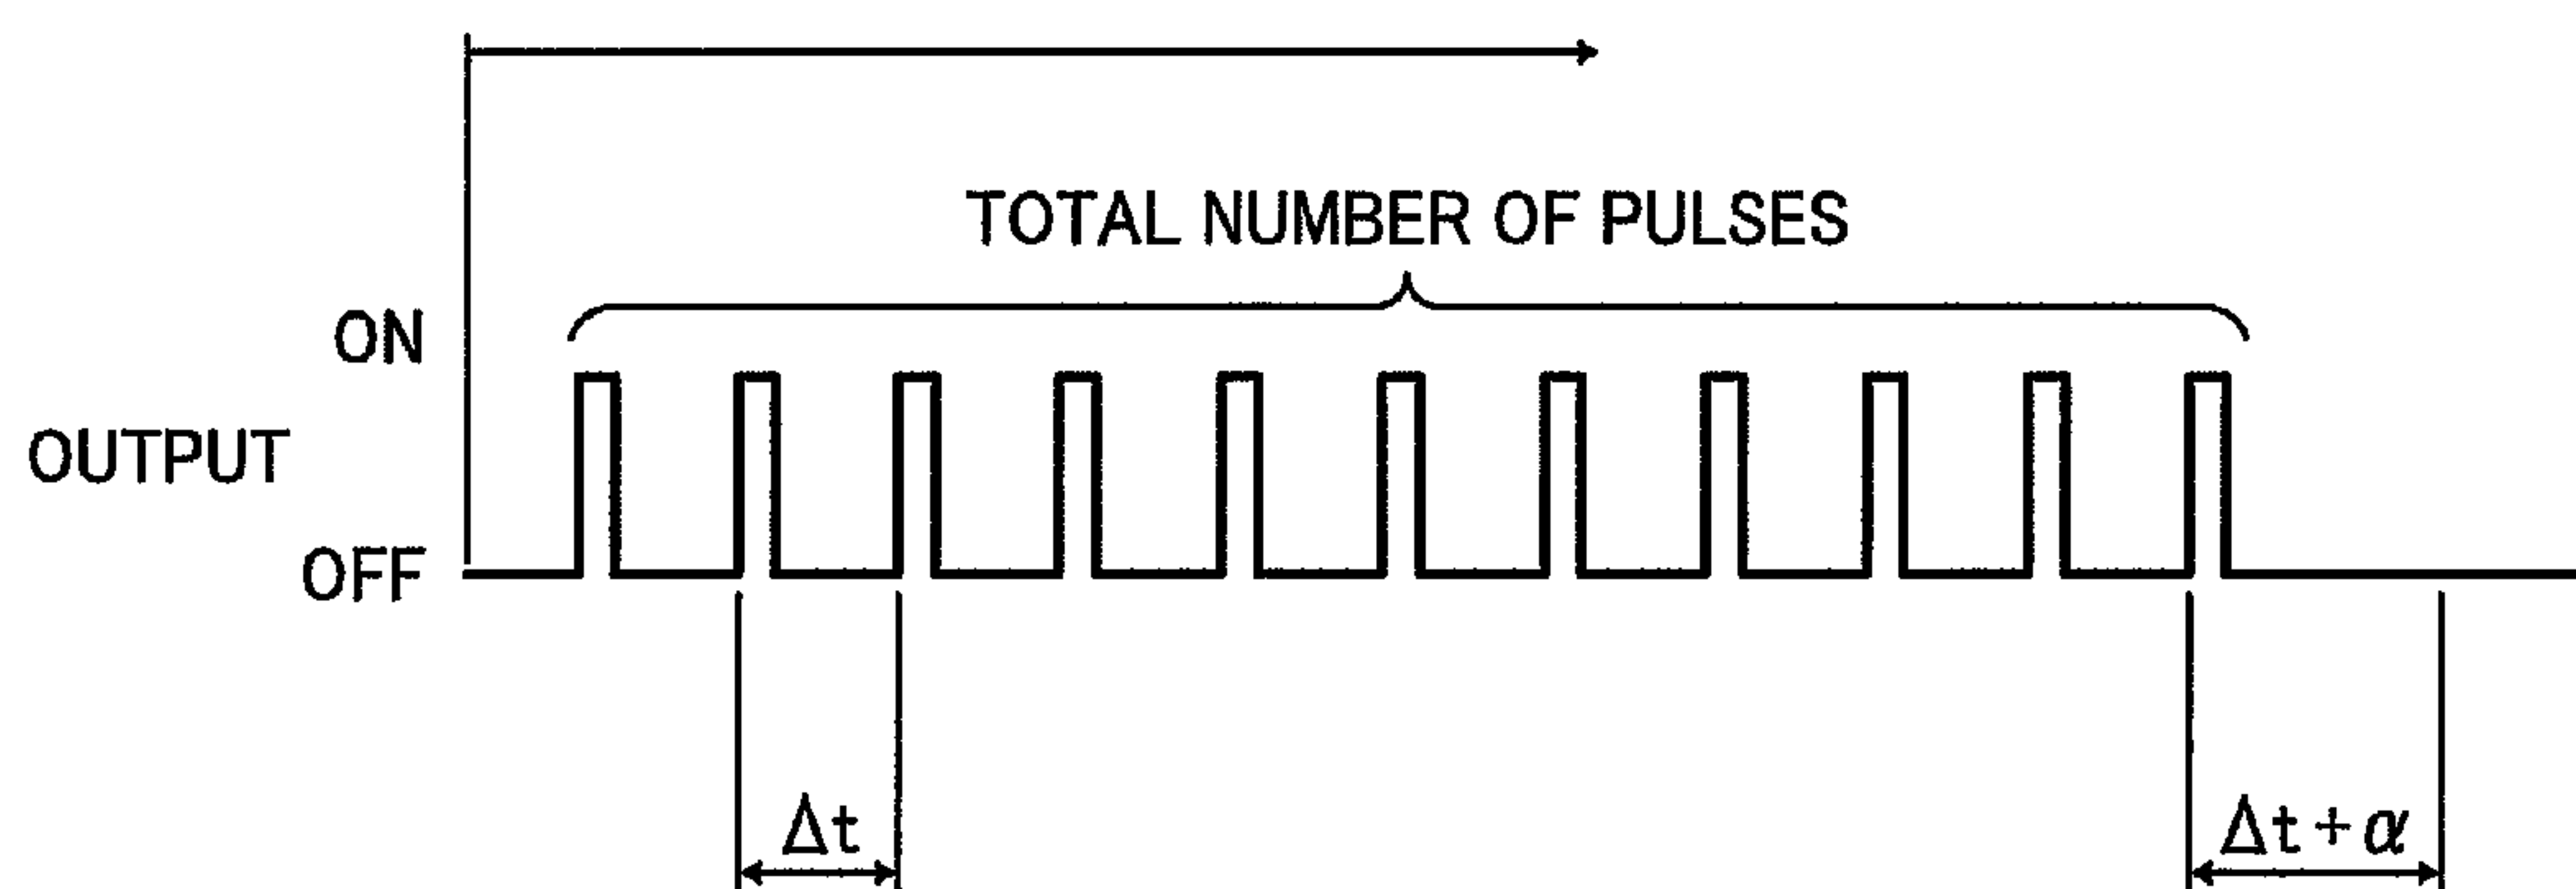 TOTAL NUMBER OF PULSES
ON
OUTPUT
OFF
Δt
Δt+α